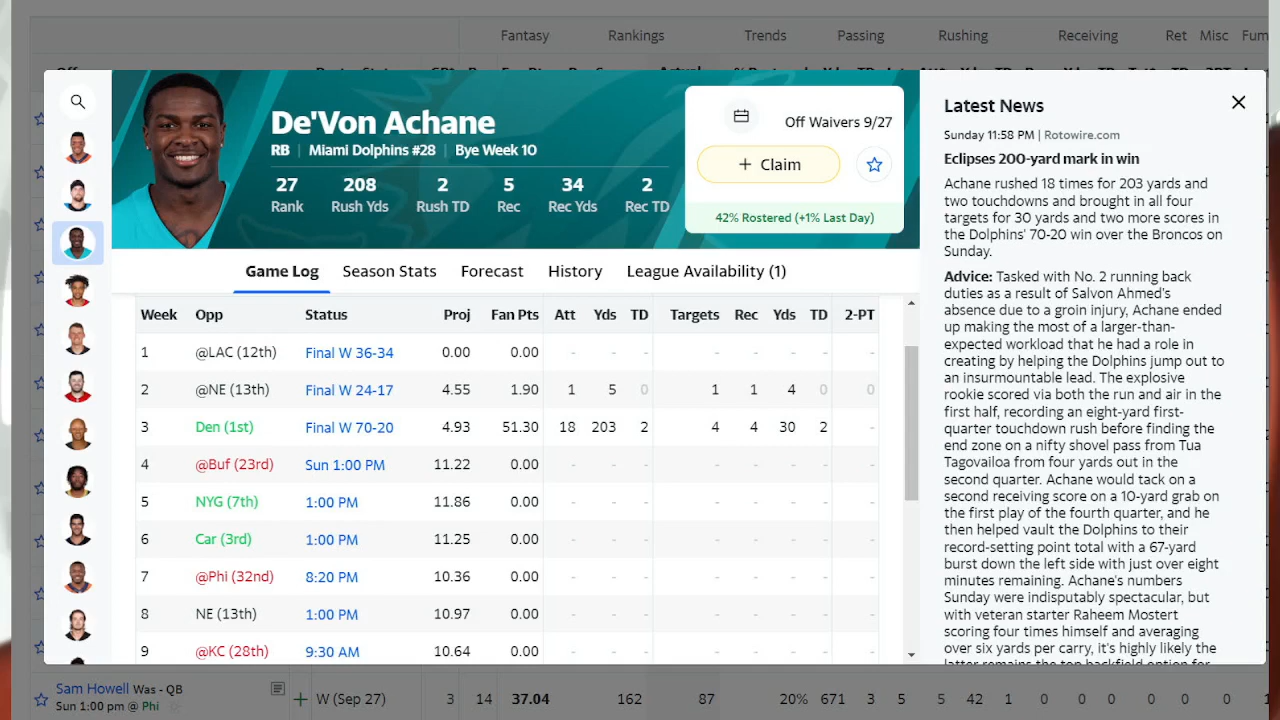 Fantasy Rankings Trends Passing Rushing Receiving Ret Misc Fum
De'Von Achane
RB | Miami Dolphins #28 | Bye Week 10
27 208 2 5 34 2
Rank Rush Yds Rush TD Rec Rec Yds Rec TD
Off Waivers 9/27
+ Claim
42% Rostered (+1% Last Day)
Game Log Season Stats Forecast History League Availability (1)
Week Opp Status Proj Fan Pts Att Yds TD Targets Rec Yds TD 2-PT
1 @LAC (12th) Final W 36-34 0.00 0.00 - - - - - - - -
2 @NE (13th) Final W 24-17 4.55 1.90 1 5 0 1 1 4 0 0
3 Den (1st) Final W 70-20 4.93 51.30 18 203 2 4 4 30 2 -
4 @Buf (23rd) Sun 1:00 PM 11.22 0.00 - - - - - - - -
5 NYG (7th) 1:00 PM 11.86 0.00 - - - - - - - -
6 Car (3rd) 1:00 PM 11.25 0.00 - - - - - - - -
7 @Phi (32nd) 8:20 PM 10.36 0.00 - - - - - - - -
8 NE (13th) 1:00 PM 10.97 0.00 - - - - - - - -
9 @KC (28th) 9:30 AM 10.64 0.00 - - - - - - - -
Latest News
Sunday 11:58 PM | Rotowire.com
Eclipses 200-yard mark in win
Achane rushed 18 times for 203 yards and
two touchdowns and brought in all four
targets for 30 yards and two more scores in
the Dolphins' 70-20 win over the Broncos on
Sunday.
Advice: Tasked with No. 2 running back
duties as a result of Salvon Ahmed's
absence due to a groin injury, Achane ended
up making the most of a larger-than-
expected workload that he had a role in
creating by helping the Dolphins jump out to
an insurmountable lead. The explosive
rookie scored via both the run and air in the
first half, recording an eight-yard first-
quarter touchdown rush before finding the
end zone on a nifty shovel pass from Tua
Tagovailoa from four yards out in the
second quarter. Achane would tack on a
second receiving score on a 10-yard grab on
the first play of the fourth quarter, and he
then helped vault the Dolphins to their
record-setting point total with a 67-yard
burst down the left side with just over eight
minutes remaining. Achane's numbers
Sunday were indisputably spectacular, but
with veteran starter Raheem Mostert
scoring four times himself and averaging
over six yards per carry, it's highly likely the
latter remains the top backfield option for
Sam Howell Was - QB
Sun 1:00 pm @ Phi
+ W (Sep 27) 3 14 37.04 162 87 20% 671 3 5 5 42 1 0 0 0 0 0 0